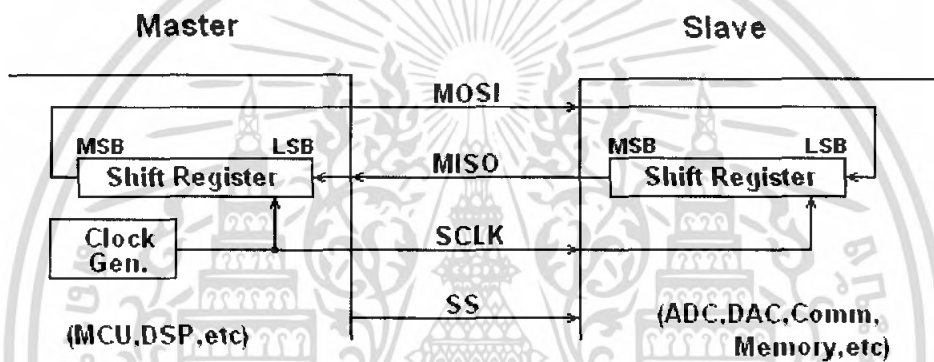 Master
Slave
MOSI
MSB
LSB
MISO
MSB
LSB
Shift Register
Shift Register
Clock
Gen.
SCLK
SS
(MCU,DSP,etc)
(ADC,DAC,Comm,
Memory,etc)